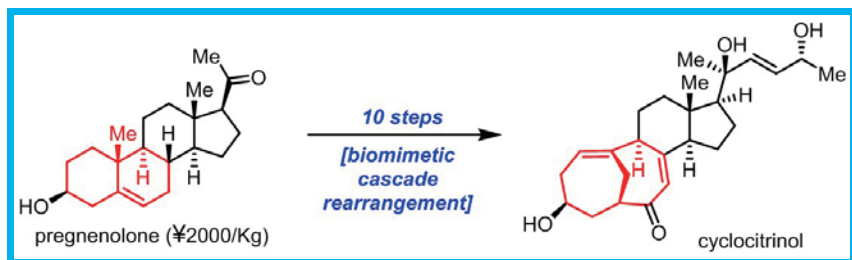 Me
O
Me
Me
H
H
H
HO
pregnenolone (¥2000/Kg)
10 steps
[biomimetic
cascade
rearrangement]
OH
OH
Me
Me
Me
H
H
H
HO
O
cyclocitrinol